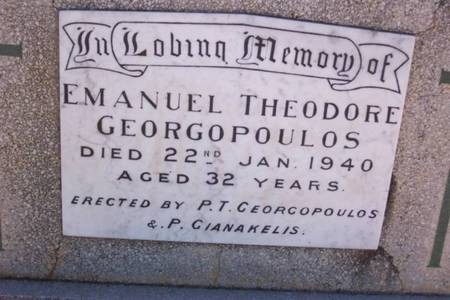 In Loving Memory of
EMANUEL THEODORE
GEORGOPOULOS
DIED 22ND JAN. 1940
AGED 32 YEARS.
ERECTED BY P.T. GEORGOPOULOS
& P. GIANAKELIS.